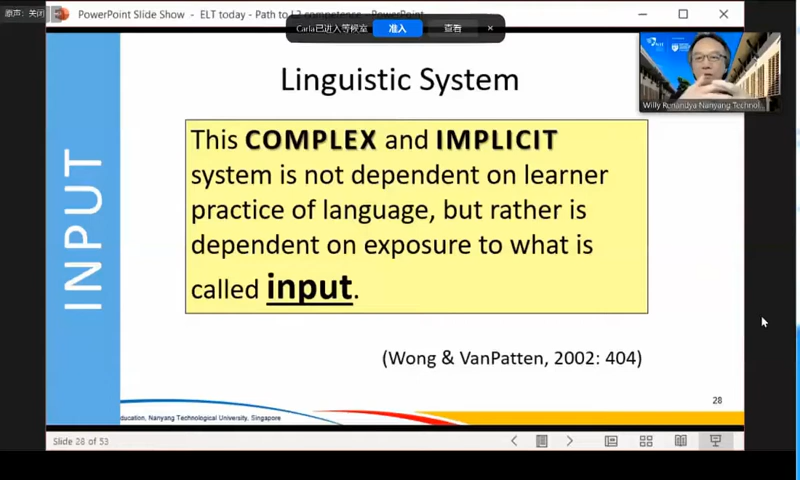 原声：关闭
PowerPoint Slide Show - ELT today - Path to L2 competence - PowerPoint
Carla已进入等候室
准入
查看
Linguistic System
Willy Renandya Nanyang Technol...
INPUT
This COMPLEX and IMPLICIT
system is not dependent on learner
practice of language, but rather is
dependent on exposure to what is
called input.
(Wong & VanPatten, 2002: 404)
28
ducation, Nanyang Technological University, Singapore
Slide 28 of 53